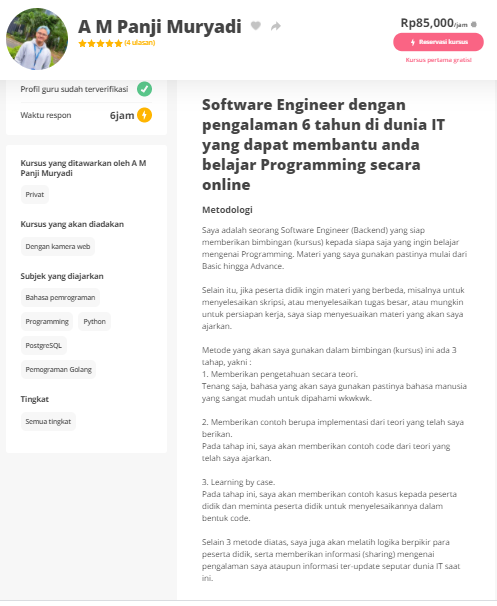 A M Panji Muryadi
(4 ulasan)
Rp85,000/jam
Reservasi kursus
Kursus pertama gratis!
Profil guru sudah terverifikasi
Waktu respon 6jam
Kursus yang ditawarkan oleh A M
Panji Muryadi
Privat
Kursus yang akan diadakan
Dengan kamera web
Subjek yang diajarkan
Bahasa pemrograman
Programming Python
PostgreSQL
Pemograman Golang
Tingkat
Semua tingkat
Software Engineer dengan
pengalaman 6 tahun di dunia IT
yang dapat membantu anda
belajar Programming secara
online
Metodologi
Saya adalah seorang Software Engineer (Backend) yang siap
memberikan bimbingan (kursus) kepada siapa saja yang ingin belajar
mengenai Programming. Materi yang saya gunakan pastinya mulai dari
Basic hingga Advance.
Selain itu, jika peserta didik ingin materi yang berbeda, misalnya untuk
menyelesaikan skripsi, atau menyelesaikan tugas besar, atau mungkin
untuk persiapan kerja, saya siap menyesuaikan materi yang akan saya
ajarkan.
Metode yang akan saya gunakan dalam bimbingan (kursus) ini ada 3
tahap, yakni :
1. Memberikan pengetahuan secara teori.
Tenang saja, bahasa yang akan saya gunakan pastinya bahasa manusia
yang sangat mudah untuk dipahami wkwkwk.
2. Memberikan contoh berupa implementasi dari teori yang telah saya
berikan.
Pada tahap ini, saya akan memberikan contoh code dari teori yang
telah saya ajarkan.
3. Learning by case.
Pada tahap ini, saya akan memberikan contoh kasus kepada peserta
didik dan meminta peserta didik untuk menyelesaikannya dalam
bentuk code.
Selain 3 metode diatas, saya juga akan melatih logika berpikir para
peserta didik, serta memberikan informasi (sharing) mengenai
pengalaman saya ataupun informasi ter-update seputar dunia IT saat
ini.